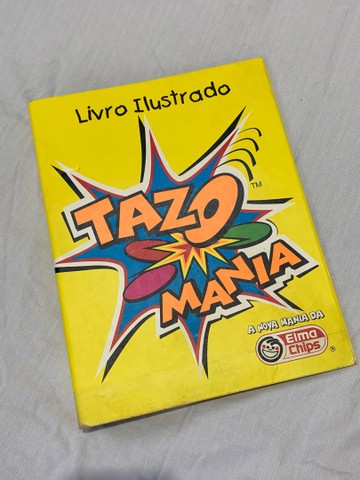 Livro Ilustrado
TAZO
TM
MANIA
A NOVA MANIA DA
Elma
Chips
®